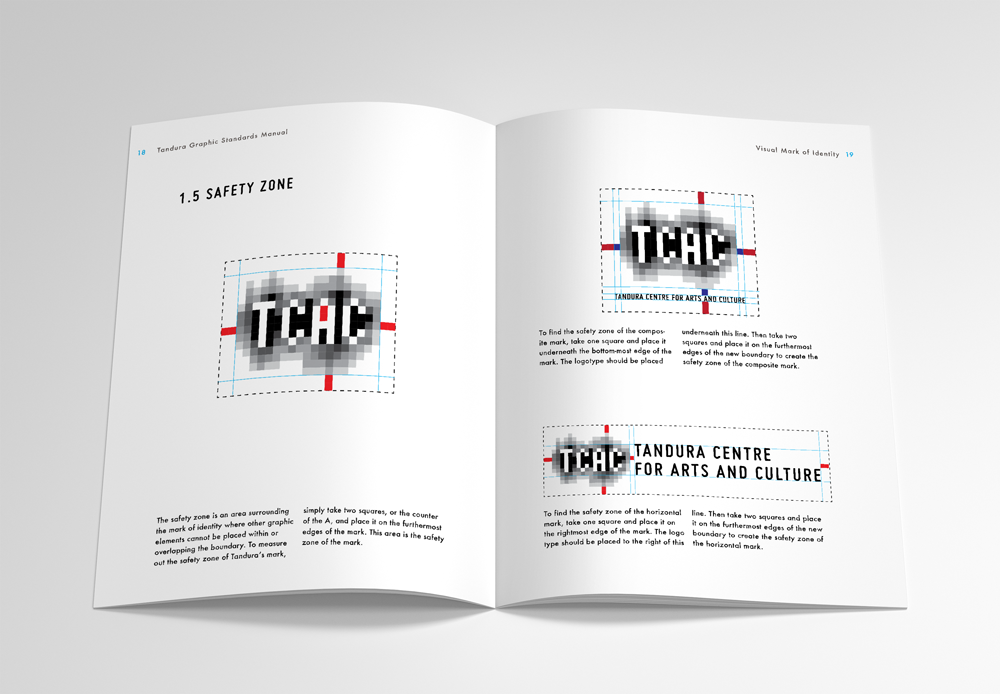 18 Tandura Graphic Standards Manual
1.5 SAFETY ZONE
TCAC
The safety zone is an area surrounding
the mark of identity where other graphic
elements cannot be placed within or
overlapping the boundary. To measure
out the safety zone of Tandura's mark,
simply take two squares, or the counter
of the A, and place it on the furthermost
edges of the mark. This area is the safety
zone of the mark.
Visual Mark of Identity 19
TCAC
TANDURA CENTRE FOR ARTS AND CULTURE
To find the safety zone of the compos-
ite mark, take one square and place it
underneath the bottom-most edge of the
mark. The logotype should be placed
underneath this line. Then take two
squares and place it on the furthermost
edges of the new boundary to create the
safety zone of the composite mark.
TCAC
TANDURA CENTRE
FOR ARTS AND CULTURE
To find the safety zone of the horizontal
mark, take one square and place it on
the rightmost edge of the mark. The logo
type should be placed to the right of this
line. Then take two squares and place
it on the furthermost edges of the new
boundary to create the safety zone of
the horizontal mark.